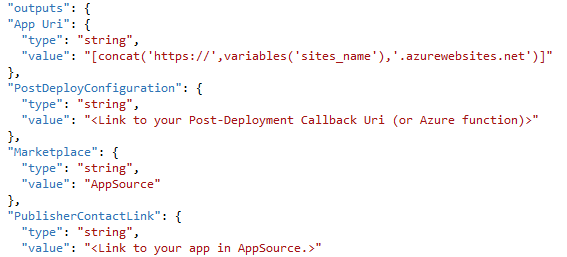 "outputs": {
"App Uri": {
"type": "string",
"value": "[concat('https://',variables('sites_name'),'.azurewebsites.net')]"
},
"PostDeployConfiguration": {
"type": "string",
"value": "<Link to your Post-Deployment Callback Uri (or Azure function)>"
},
"Marketplace": {
"type": "string",
"value": "AppSource"
},
"PublisherContactLink": {
"type": "string",
"value": "<Link to your app in AppSource.>"